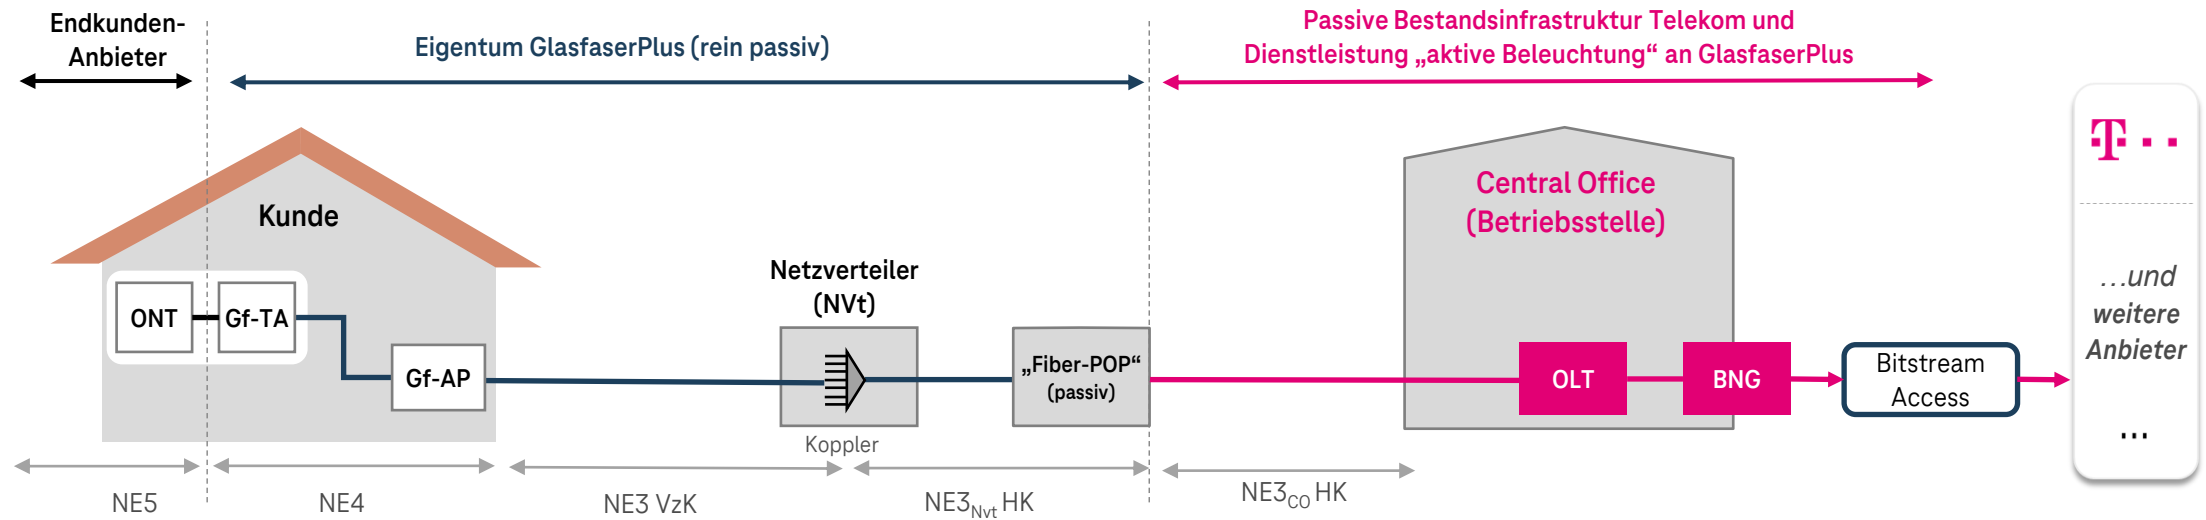 Endkunden-
Anbieter
Eigentum GlasfaserPlus (rein passiv)
Passive Bestandsinfrastruktur Telekom und
Dienstleistung „aktive Beleuchtung“ an GlasfaserPlus
T
Kunde
Central Office
(Betriebsstelle)
Netzverteiler
(NVt)
ONT
Gf-TA
Gf-AP
„Fiber-POP“
(passiv)
OLT
BNG
Bitstream
Access
...und
weitere
Anbieter
...
Koppler
NE5
NE4
NE3 VzK
NE3Nvt HK
NE3CO HK